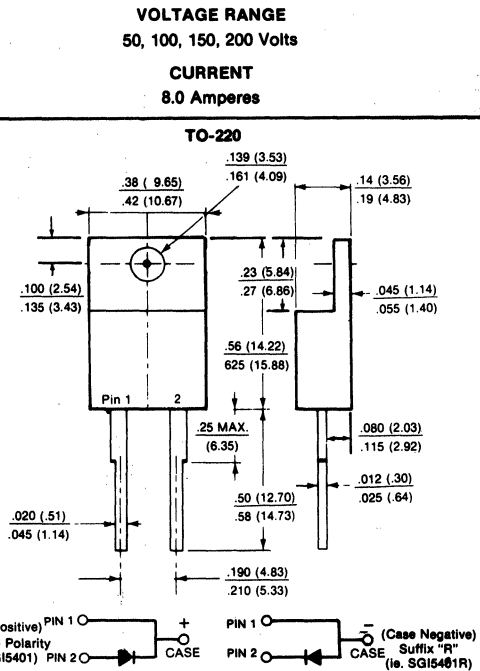 VOLTAGE RANGE
50, 100, 150, 200 Volts
CURRENT
8.0 Amperes
TO-220
.139 (3.53)
.161 (4.09)
.38 ( 9.65)
.42 (10.67)
.14 (3.56)
.19 (4.83)
.100 (2.54)
.135 (3.43)
.23 (5.84)
.27 (6.86)
.045 (1.14)
.055 (1.40)
.56 (14.22)
625 (15.88)
Pin 1 2
.25 MAX.
(6.35)
.080 (2.03)
.115 (2.92)
.012 (.30)
.025 (.64)
.50 (12.70)
.58 (14.73)
.020 (.51)
.045 (1.14)
.190 (4.83)
.210 (5.33)
ositive) PIN 1 +
Polarity
I5401) PIN 2 CASE
PIN 1 − (Case Negative)
Suffix "R"
PIN 2 CASE (ie. SGI5401R)